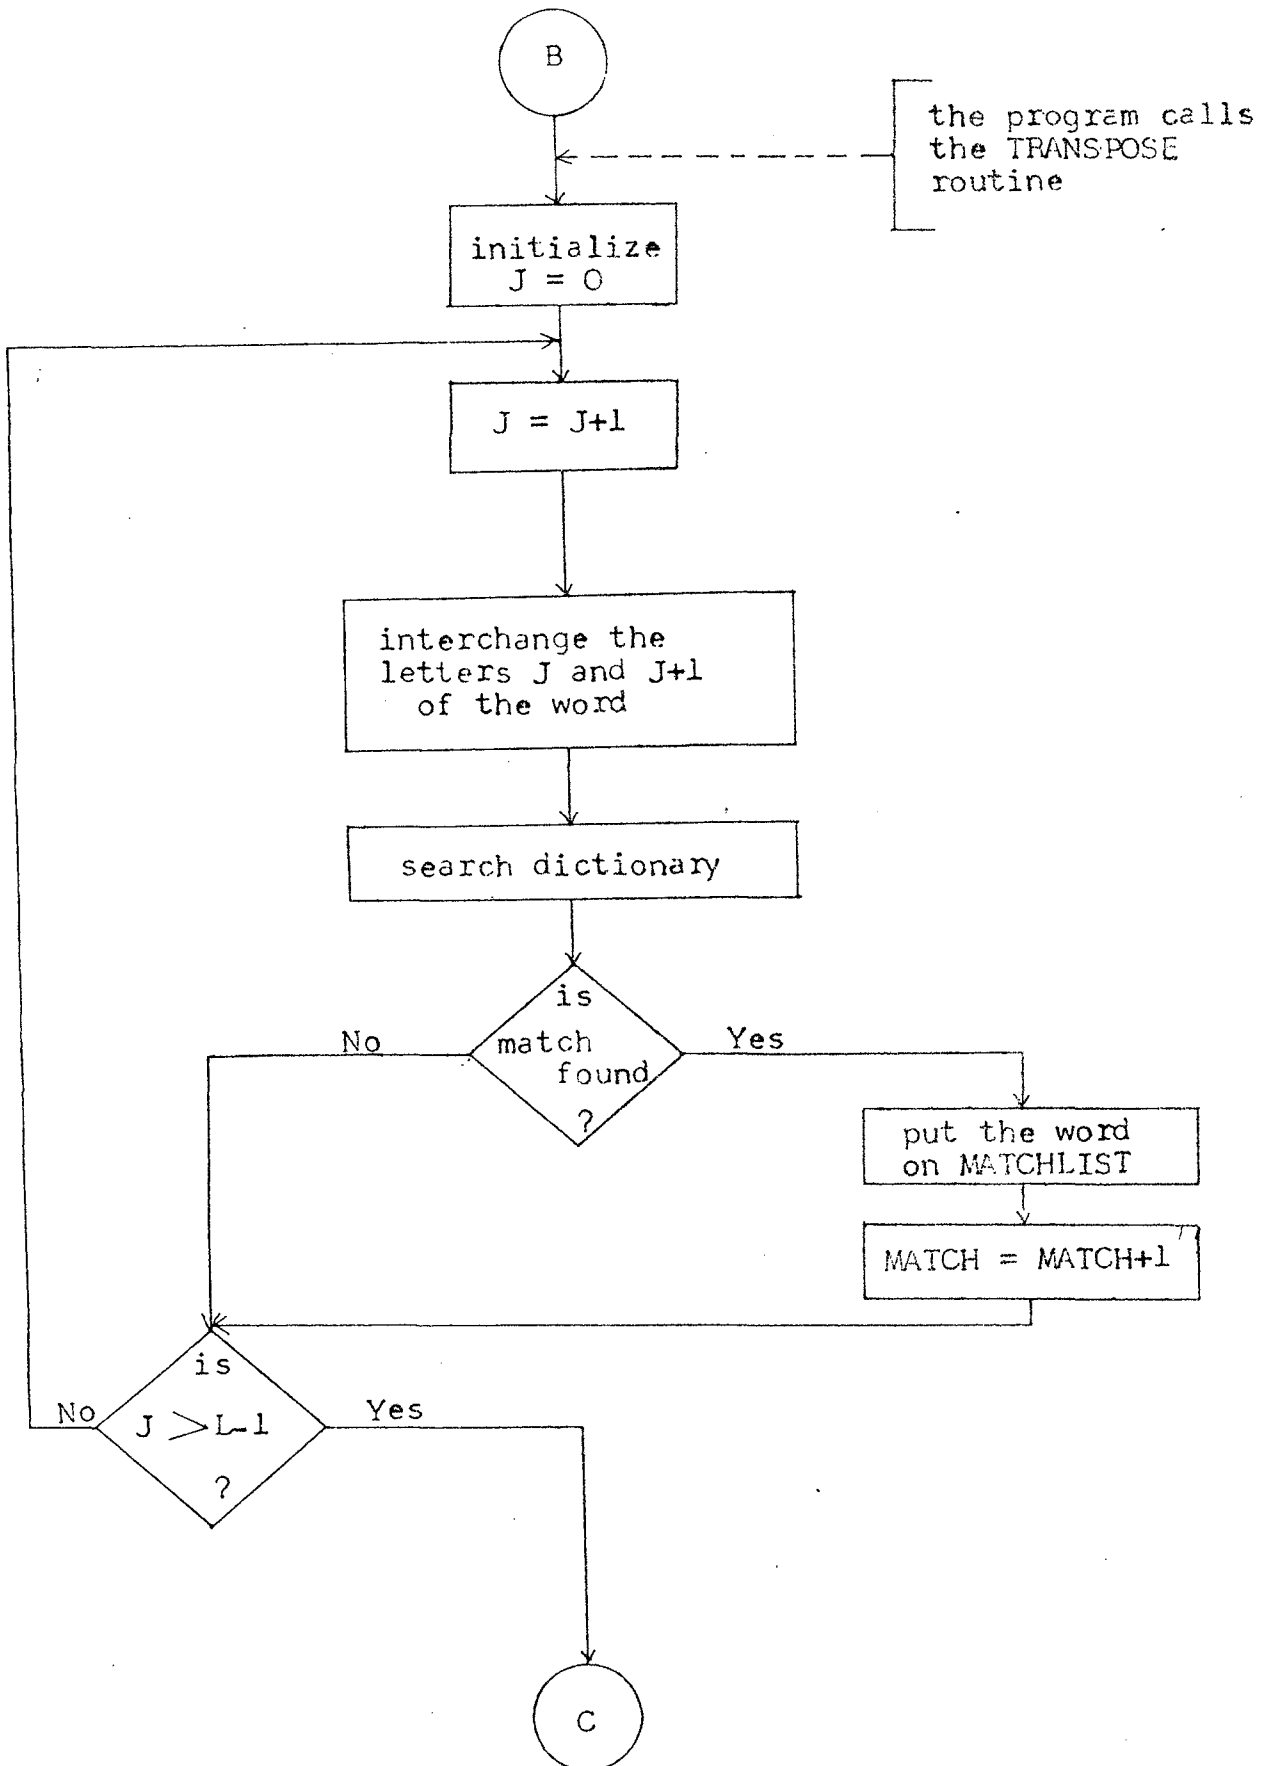 B
the program calls
the TRANSPOSE
routine
initialize
J = 0
J = J+1
interchange the
letters J and J+1
of the word
search dictionary
is
match
found
?
No
Yes
put the word
on MATCHLIST
MATCH = MATCH+1
is
J > L-1
?
No
Yes
C